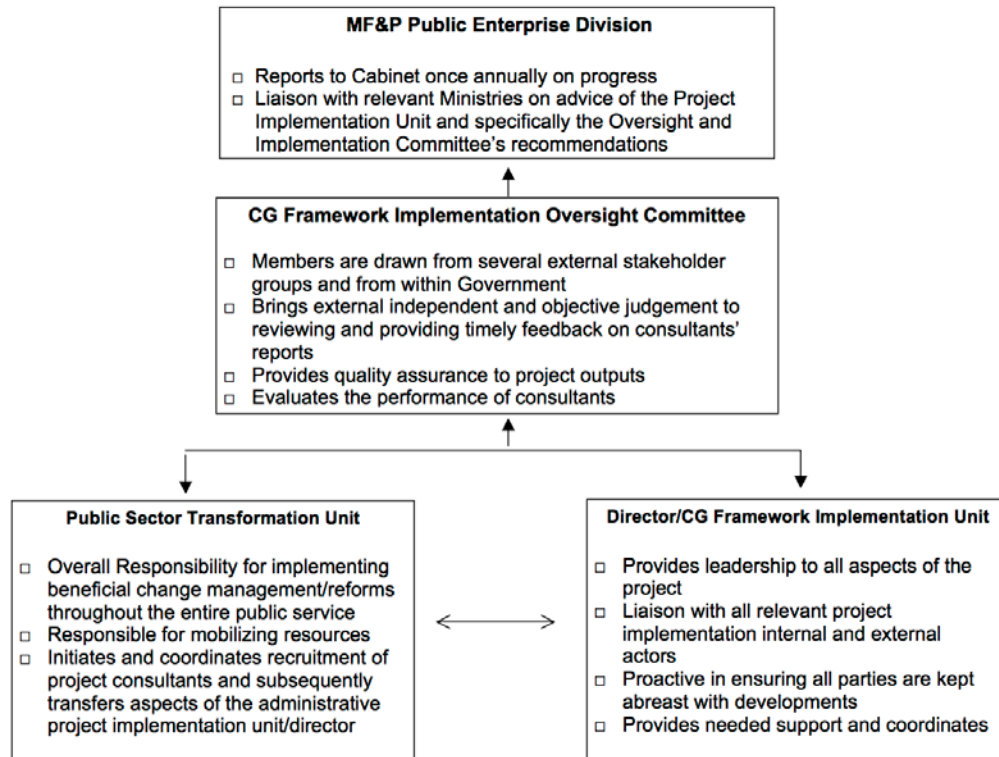 MF&P Public Enterprise Division
□ Reports to Cabinet once annually on progress
□ Liaison with relevant Ministries on advice of the Project
Implementation Unit and specifically the Oversight and
Implementation Committee's recommendations
CG Framework Implementation Oversight Committee
□ Members are drawn from several external stakeholder
groups and from within Government
□ Brings external independent and objective judgement to
reviewing and providing timely feedback on consultants'
reports
□ Provides quality assurance to project outputs
□ Evaluates the performance of consultants
Public Sector Transformation Unit
□ Overall Responsibility for implementing
beneficial change management/reforms
throughout the entire public service
□ Responsible for mobilizing resources
□ Initiates and coordinates recruitment of
project consultants and subsequently
transfers aspects of the administrative
project implementation unit/director
Director/CG Framework Implementation Unit
□ Provides leadership to all aspects of the
project
□ Liaison with all relevant project
implementation internal and external
actors
□ Proactive in ensuring all parties are kept
abreast with developments
□ Provides needed support and coordinates